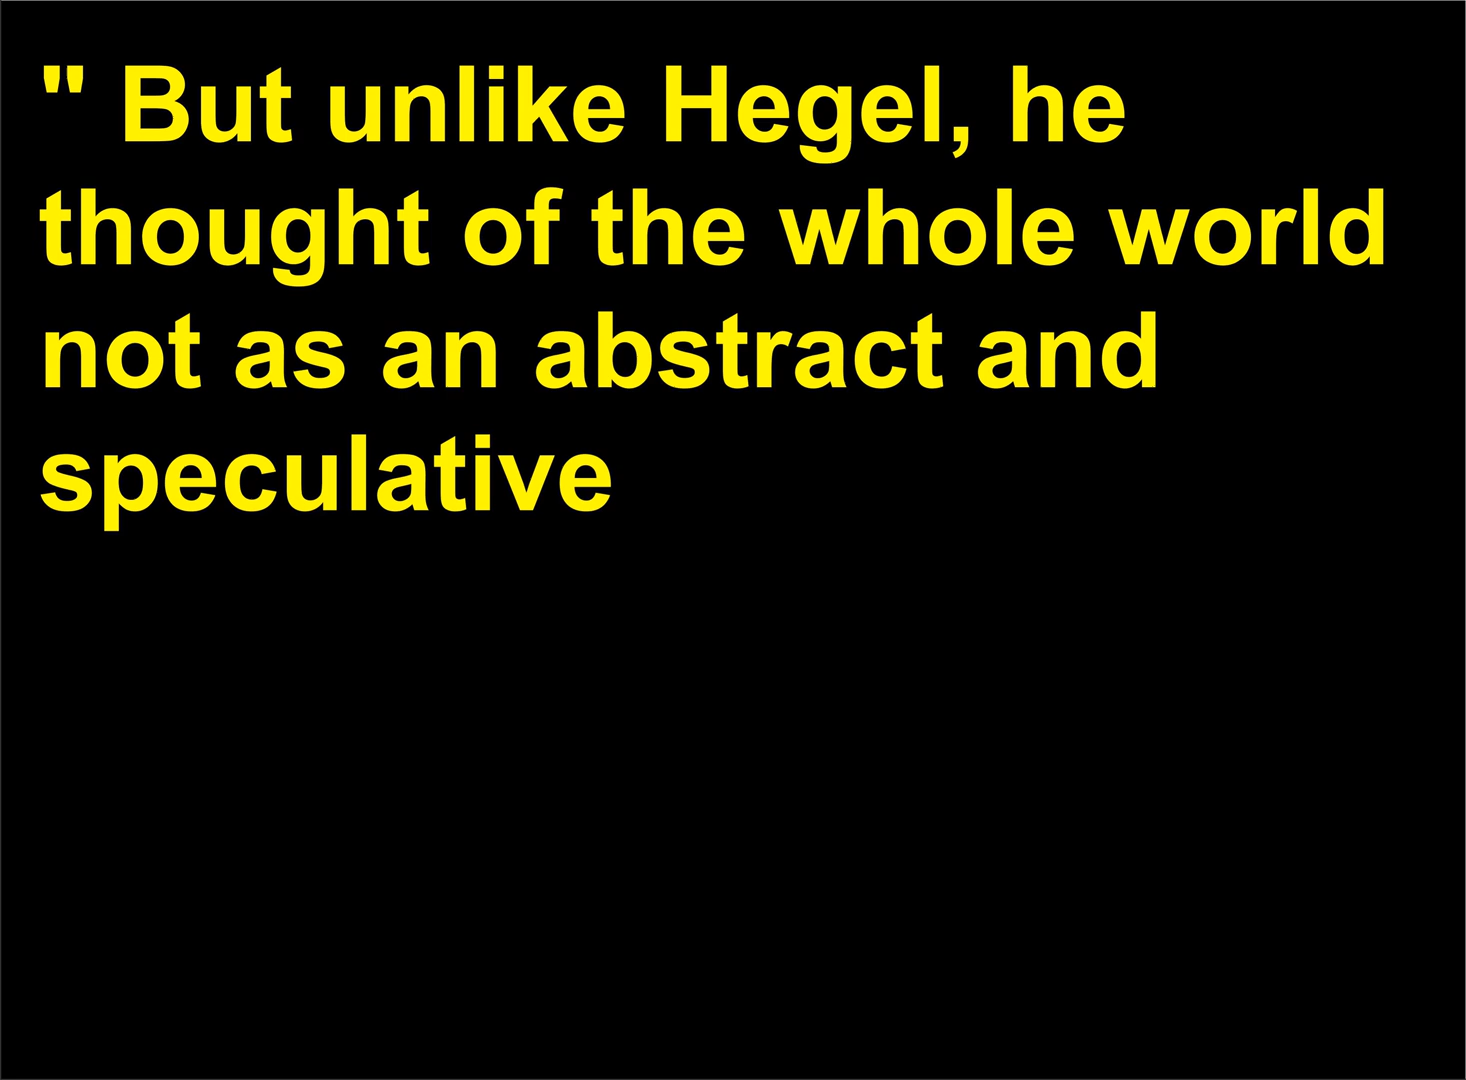 " But unlike Hegel, he
thought of the whole world
not as an abstract and
speculative